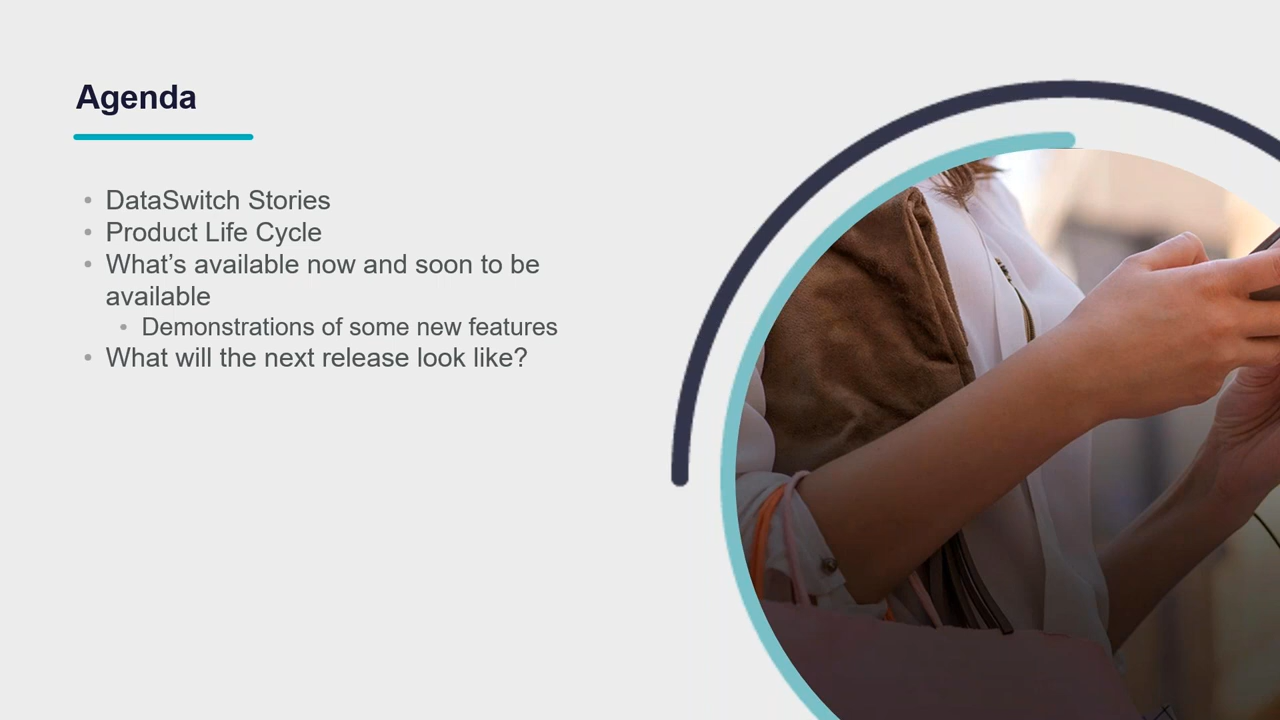 Agenda
• DataSwitch Stories
• Product Life Cycle
• What’s available now and soon to be
available
• Demonstrations of some new features
• What will the next release look like?